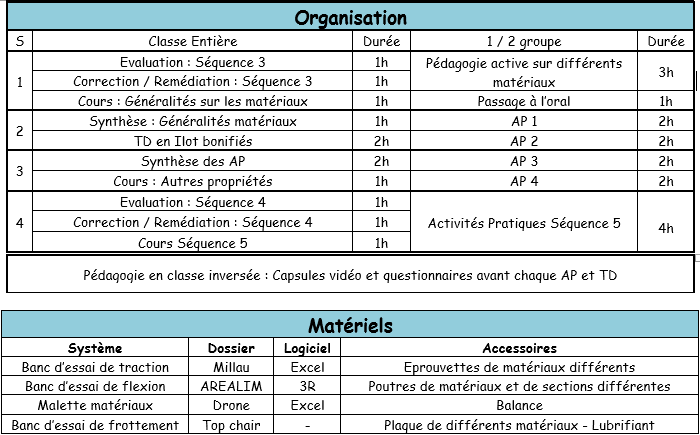 Organisation
S Classe Entière Durée 1 / 2 groupe Durée
1 Evaluation : Séquence 3 1h Pédagogie active sur différents matériaux 3h
Correction / Remédiation : Séquence 3 1h
Cours : Généralités sur les matériaux 1h Passage à l'oral 1h
2 Synthèse : Généralités matériaux 1h AP 1 2h
TD en Ilot bonifiés 2h AP 2 2h
3 Synthèse des AP 2h AP 3 2h
Cours : Autres propriétés 1h AP 4 2h
4 Evaluation : Séquence 4 1h Activités Pratiques Séquence 5 4h
Correction / Remédiation : Séquence 4 1h
Cours Séquence 5 1h
Pédagogie en classe inversée : Capsules vidéo et questionnaires avant chaque AP et TD
Matériels
Système Dossier Logiciel Accessoires
Banc d'essai de traction Millau Excel Eprouvettes de matériaux différents
Banc d'essai de flexion AREALIM 3R Poutres de matériaux et de sections différentes
Malette matériaux Drone Excel Balance
Banc d'essai de frottement Top chair - Plaque de différents matériaux - Lubrifiant